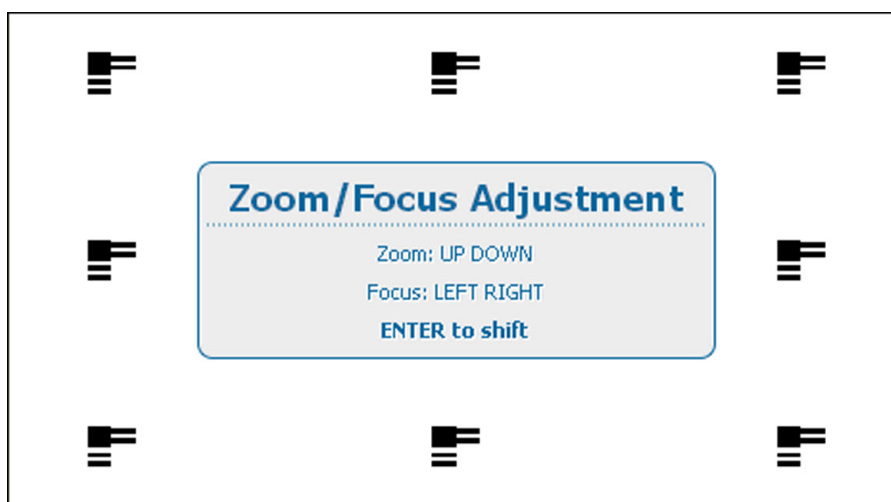 Zoom/Focus Adjustment
Zoom: UP DOWN
Focus: LEFT RIGHT
ENTER to shift